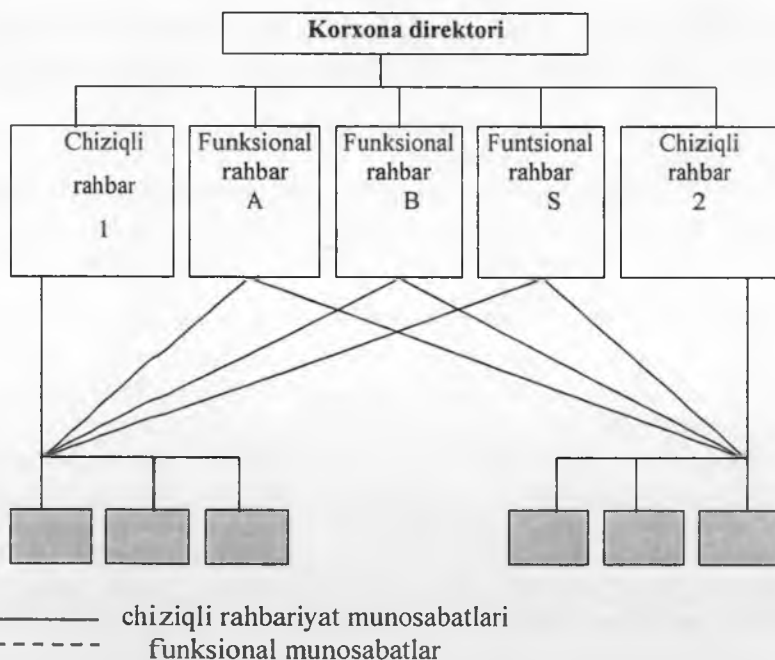 Korxona direktori
Chiziqli
rahbar
1
Funksional
rahbar
A
Funksional
rahbar
B
Funtsional
rahbar
S
Chiziqli
rahbar
2
chiziqli rahbariyat munosabatlari
funksional munosabatlar